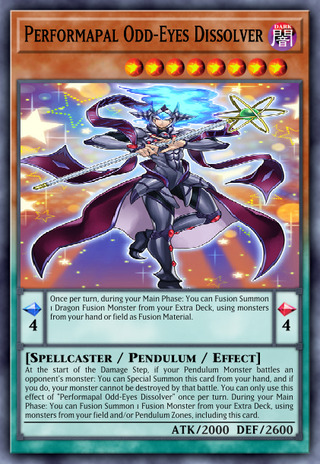 Performapal Odd-Eyes Dissolver
DARK
闇
Once per turn, during your Main Phase: You can Fusion Summon
1 Dragon Fusion Monster from your Extra Deck, using monsters
from your hand or field as Fusion Material.
4
4
[Spellcaster / Pendulum / Effect]
At the start of the Damage Step, if your Pendulum Monster battles an
opponent's monster: You can Special Summon this card from your hand, and if
you do, your monster cannot be destroyed by that battle. You can only use this
effect of "Performapal Odd-Eyes Dissolver" once per turn. During your Main
Phase: You can Fusion Summon 1 Fusion Monster from your Extra Deck, using
monsters from your field and/or Pendulum Zones, including this card.
ATK/2000 DEF/2600